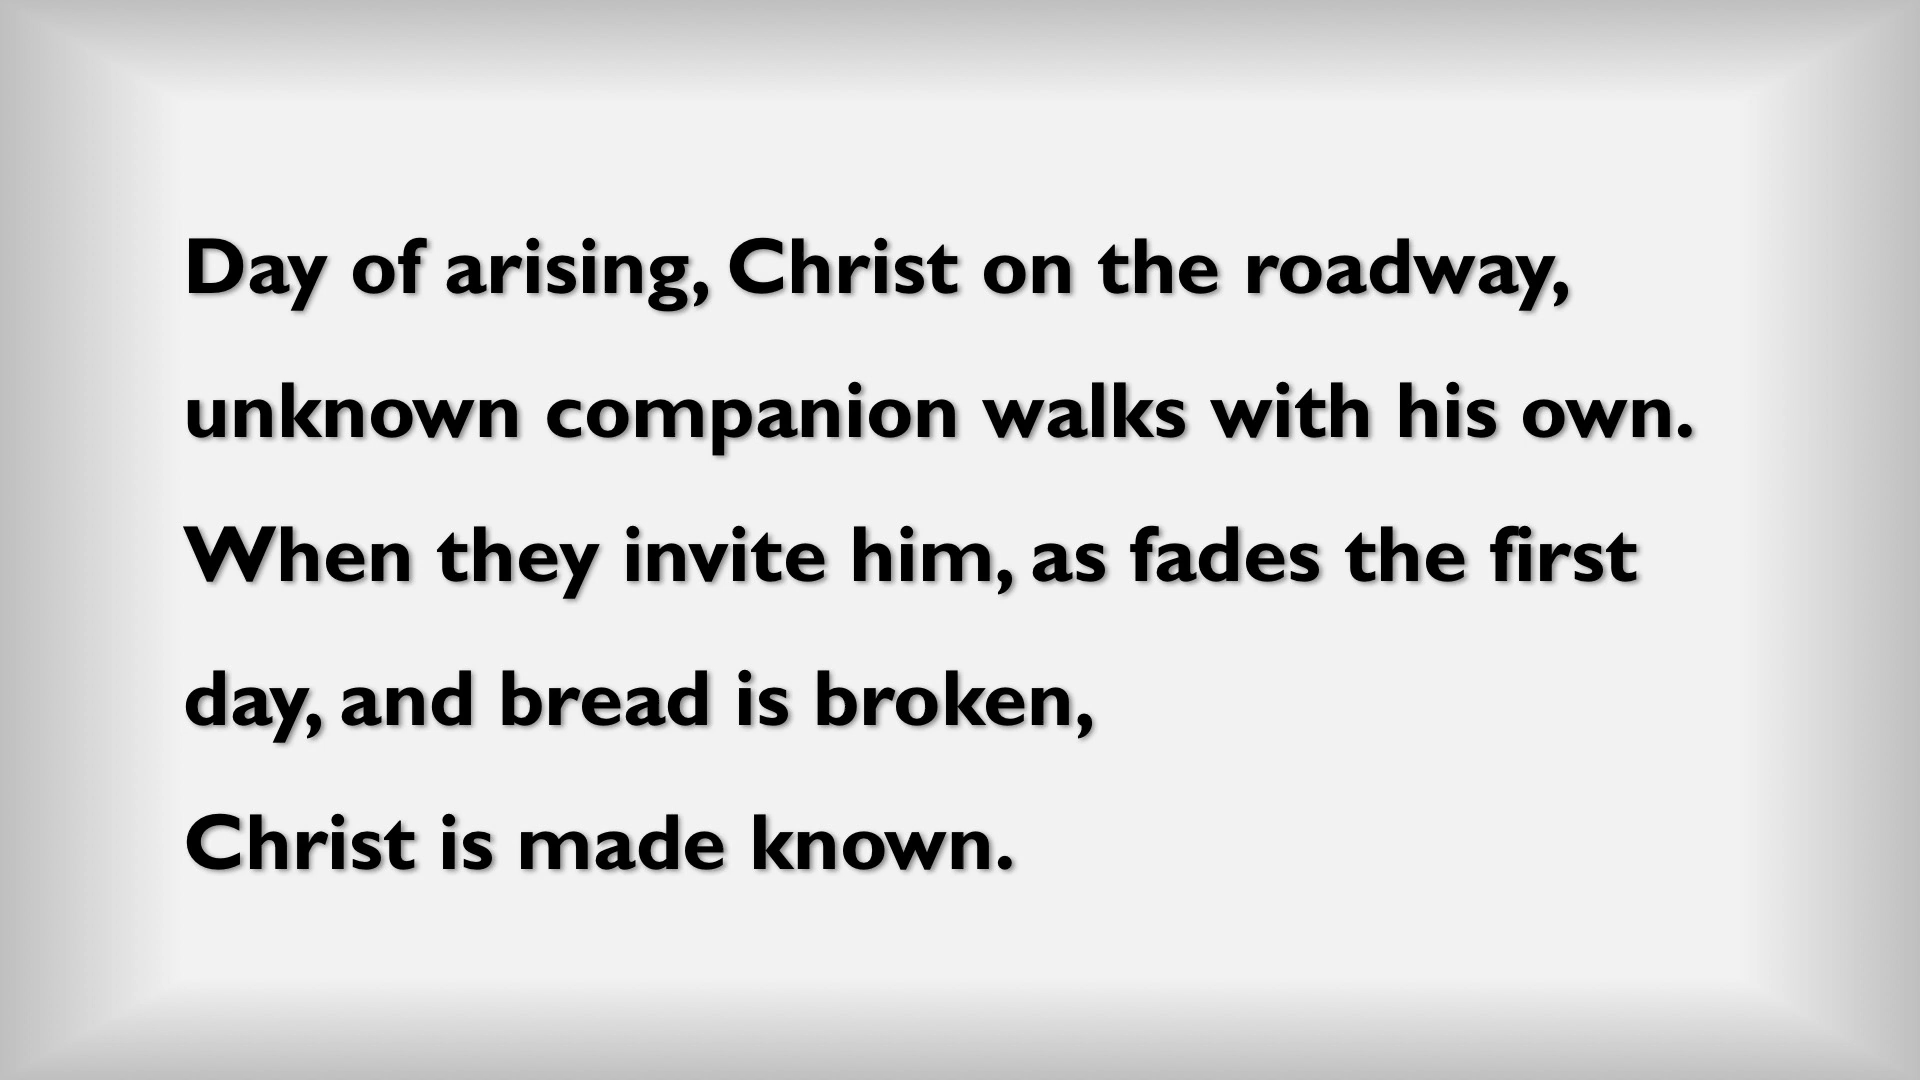 Day of arising, Christ on the roadway,
unknown companion walks with his own.
When they invite him, as fades the first
day, and bread is broken,
Christ is made known.